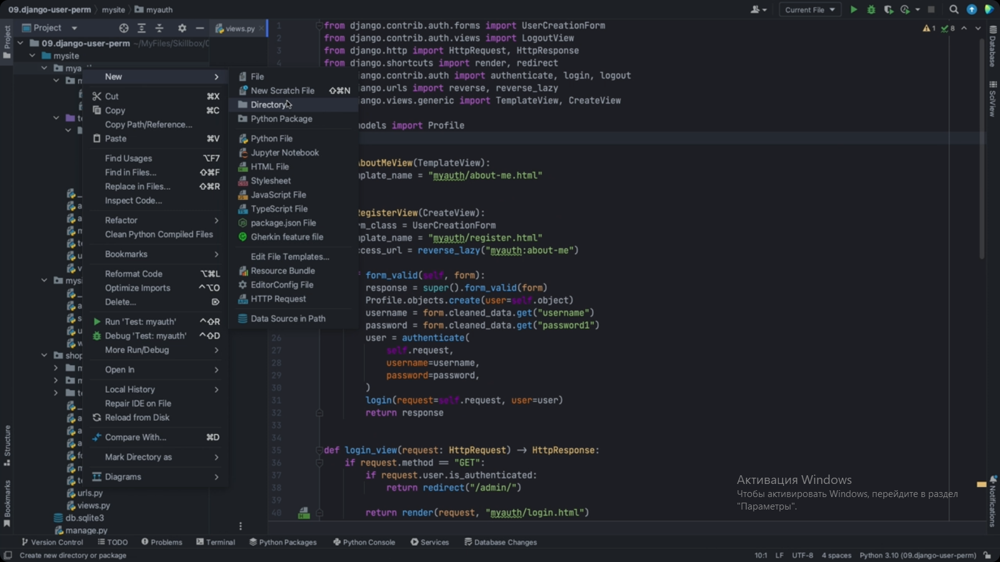 09.django-user-perm
mysite
myauth
Current File
Project
views.py
1
8
Project
09.django-user-perm ~/MyFiles/Skillbox/
mysite
New
Cut ⌘X
Copy ⌘C
Copy Path/Reference...
Paste ⌘V
Find Usages ⌥F7
Find in Files... ⇧⌘F
Replace in Files... ⇧⌘R
Inspect Code...
Refactor
Clean Python Compiled Files
Bookmarks
Reformat Code ⌥⌘L
Optimize Imports ^⌥O
Delete... ⌦
Run 'Test: myauth' ^⇧R
Debug 'Test: myauth' ^⇧D
More Run/Debug
Open In
Local History
Repair IDE on File
Reload from Disk
Compare With... ⌘D
Mark Directory as
Diagrams
urls.py
views.py
db.sqlite3
manage.py
File
New Scratch File ⇧⌘N
Directory
Python Package
Python File
Jupyter Notebook
HTML File
Stylesheet
JavaScript File
TypeScript File
package.json File
Gherkin feature file
Edit File Templates...
Resource Bundle
EditorConfig File
HTTP Request
Data Source in Path
1 from django.contrib.auth.forms import UserCreationForm
2 from django.contrib.auth.views import LogoutView
3 from django.http import HttpRequest, HttpResponse
4 from django.shortcuts import render, redirect
ango.contrib.auth import authenticate, login, logout
ango.urls import reverse, reverse_lazy
ango.views.generic import TemplateView, CreateView
models import Profile
AboutMeView(TemplateView):
plate_name = "myauth/about-me.html"
RegisterView(CreateView):
rm_class = UserCreationForm
plate_name = "myauth/register.html"
ccess_url = reverse_lazy("myauth:about-me")
f form_valid(self, form):
response = super().form_valid(form)
Profile.objects.create(user=self.object)
username = form.cleaned_data.get("username")
password = form.cleaned_data.get("password1")
26 user = authenticate(
27 self.request,
28 username=username,
29 password=password,
30 )
31 login(request=self.request, user=user)
32 return response
33
34
35 def login_view(request: HttpRequest) → HttpResponse:
36 if request.method == "GET":
37 if request.user.is_authenticated:
38 return redirect("/admin/")
39
40 return render(request, "myauth/login.html")
Database
SciView
Notifications
Structure
Bookmarks
Активация Windows
Чтобы активировать Windows, перейдите в раздел
"Параметры".
Version Control
TODO
Problems
Terminal
Python Packages
Python Console
Services
Database Changes
Create new directory or package
10:1 LF UTF-8 4 spaces Python 3.10 (09.django-user-perm)